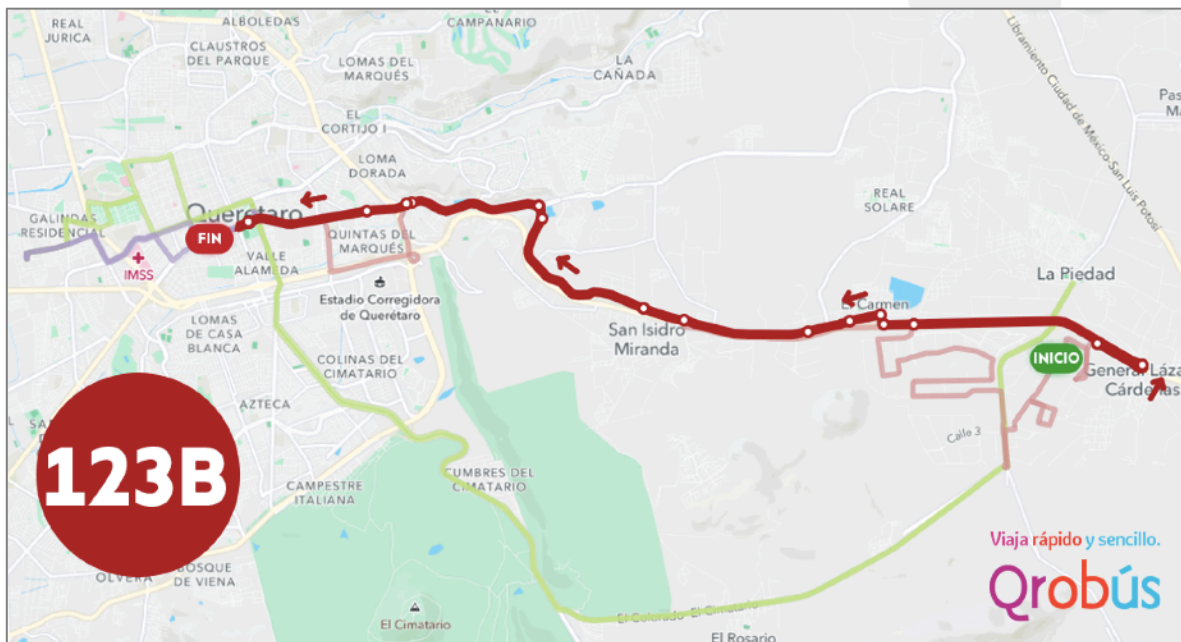 REAL
JURICA
ALBOLEDAS
CLAUSTROS
DEL PARQUE
CAMPANARIO
LOMAS DEL
MARQUÉS
LA
CAÑADA
Libramiento Ciudad de México-San Luis Potosí
EL
CORTIJO I
LOMA
DORADA
REAL
SOLARE
GALINDAS
RESIDENCIAL
Querétaro
FIN
IMSS
VALLE
ALAMEDA
QUINTAS DEL
MARQUÉS
Estadio Corregidora
de Querétaro
La Piedad
El Carmen
San Isidro
Miranda
INICIO
General Láza
Cárdenas
LOMAS
DE CASA
BLANCA
COLINAS DEL
CIMATARIO
AZTECA
Calle 3
123B
CUMBRES DEL
CIMATARIO
CAMPESTRE
ITALIANA
OLVERA
BOSQUE
DE VIENA
Viaja rápido y sencillo.
Qrobús
El Cimatario
El Colorado-El Cimatario
El Rosario